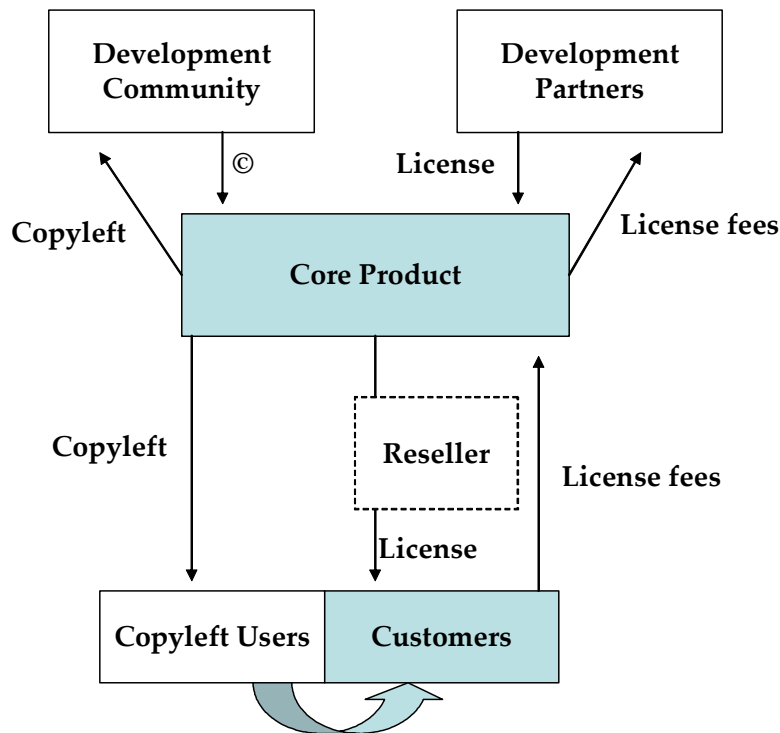 Development
Community
Development
Partners
©
License
Copyleft
License fees
Core Product
Copyleft
Reseller
License fees
License
Copyleft Users
Customers